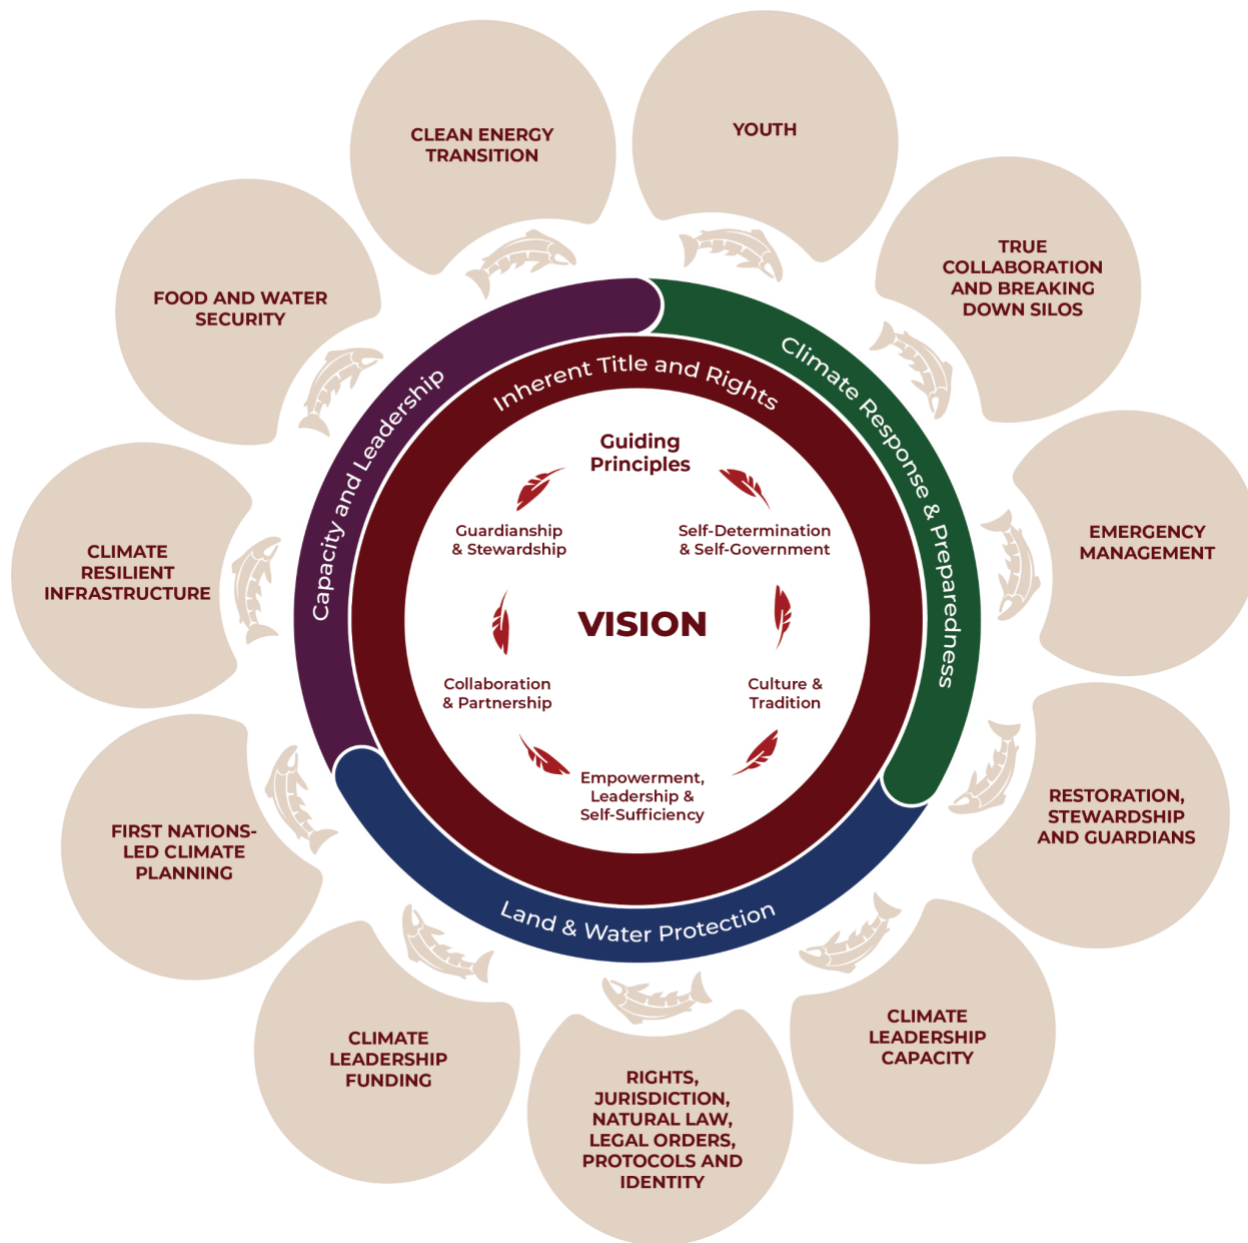 CLEAN ENERGY
TRANSITION
YOUTH
TRUE
COLLABORATION
AND BREAKING
DOWN SILOS
EMERGENCY
MANAGEMENT
RESTORATION,
STEWARDSHIP
AND GUARDIANS
CLIMATE
LEADERSHIP
CAPACITY
RIGHTS,
JURISDICTION,
NATURAL LAW,
LEGAL ORDERS,
PROTOCOLS AND
IDENTITY
CLIMATE
LEADERSHIP
FUNDING
FIRST NATIONS-
LED CLIMATE
PLANNING
CLIMATE
RESILIENT
INFRASTRUCTURE
FOOD AND WATER
SECURITY
Capacity and Leadership
Climate Response & Preparedness
Land & Water Protection
Inherent Title and Rights
Guiding
Principles
Guardianship
& Stewardship
Self-Determination
& Self-Government
VISION
Collaboration
& Partnership
Culture &
Tradition
Empowerment,
Leadership &
Self-Sufficiency